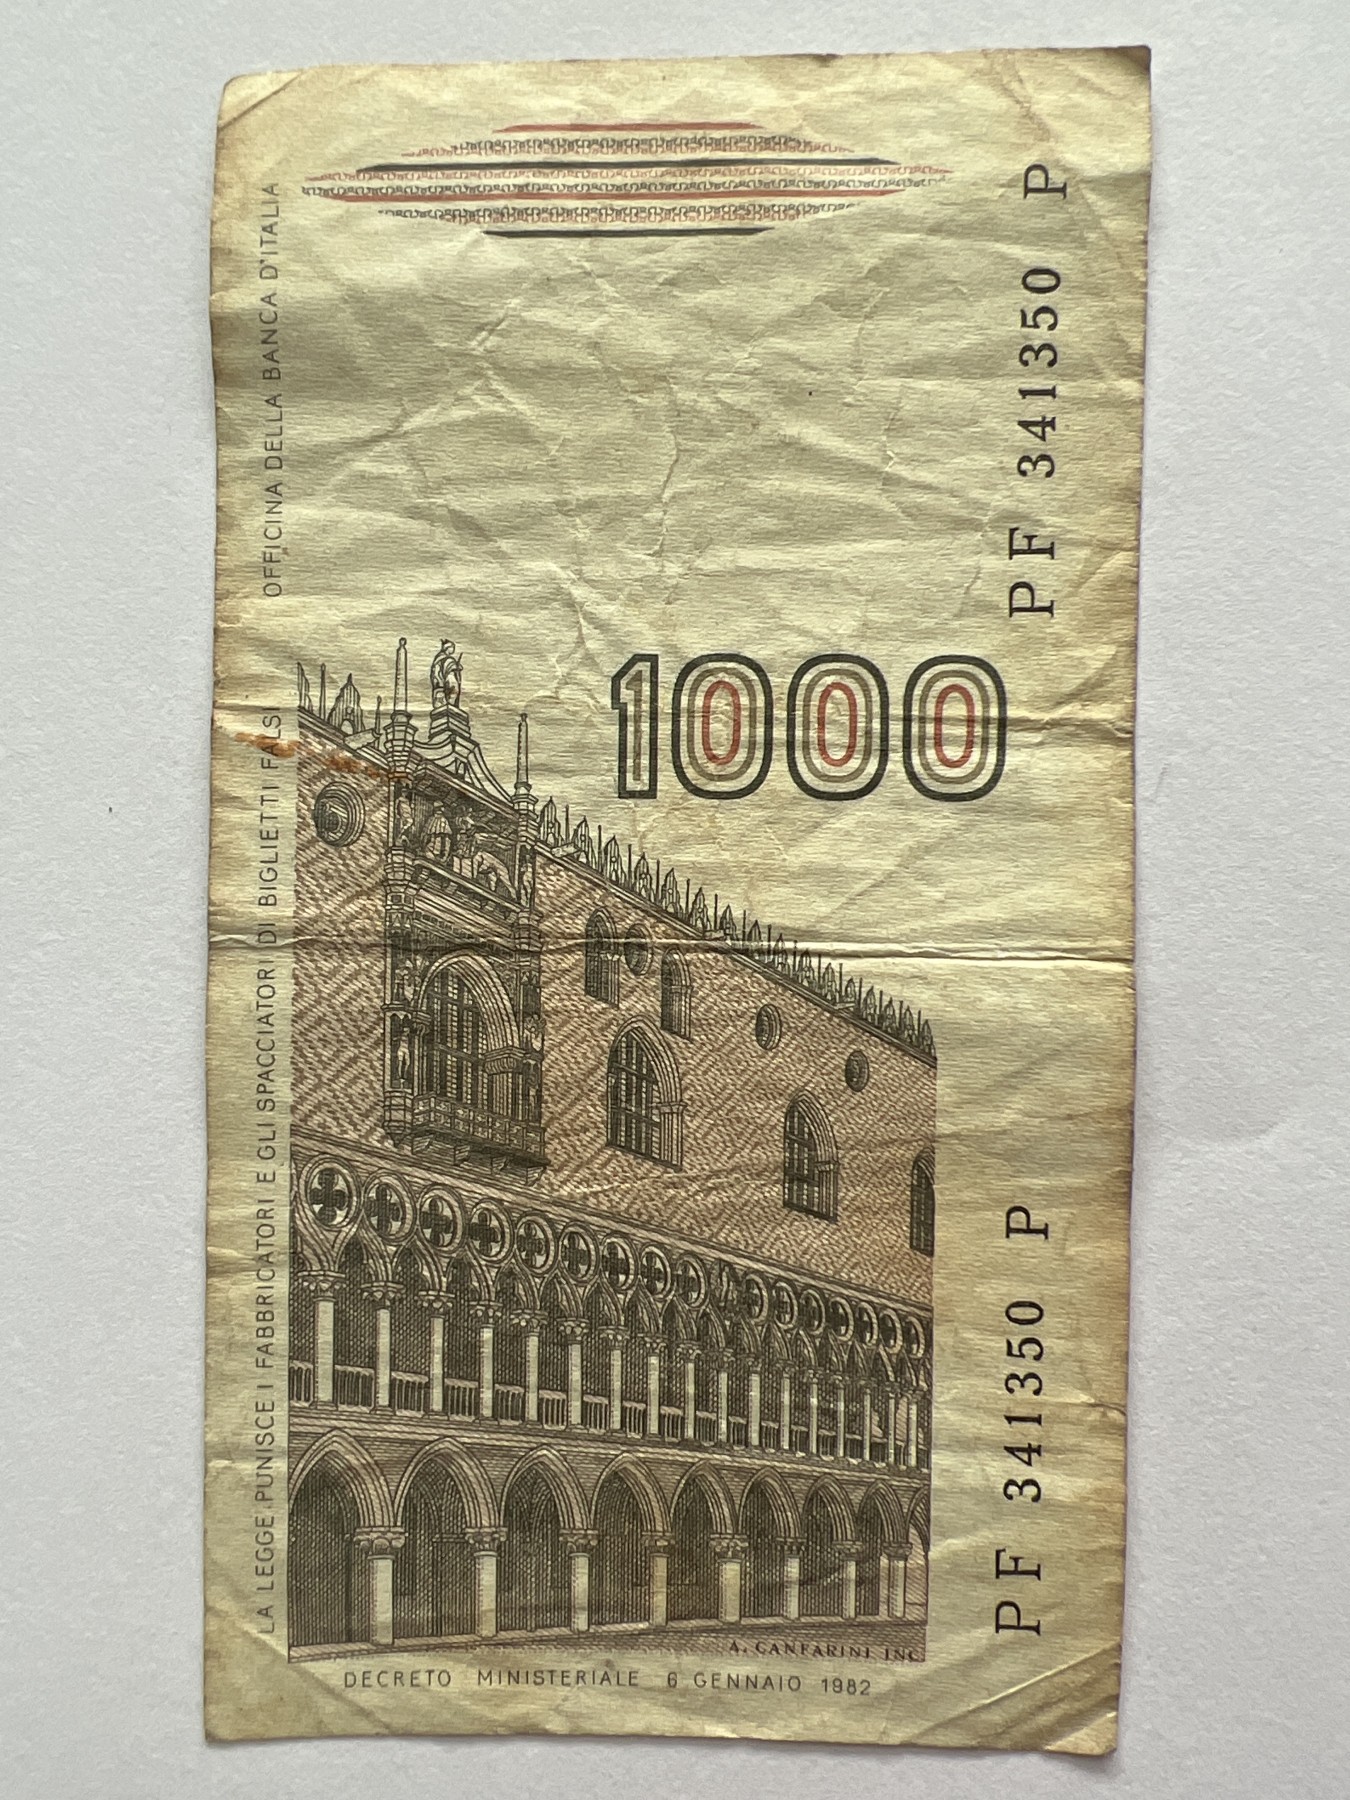 OFFICINA DELLA BANCA D'ITALIA
LA LEGGE PUNISCE I FABBRICATORI E GLI SPACCIATORI DI BIGLIETTI FALSI
PF 341350 P
1000
PF 341350 P
A. CANFARINI INC.
DECRETO MINISTERIALE 6 GENNAIO 1982